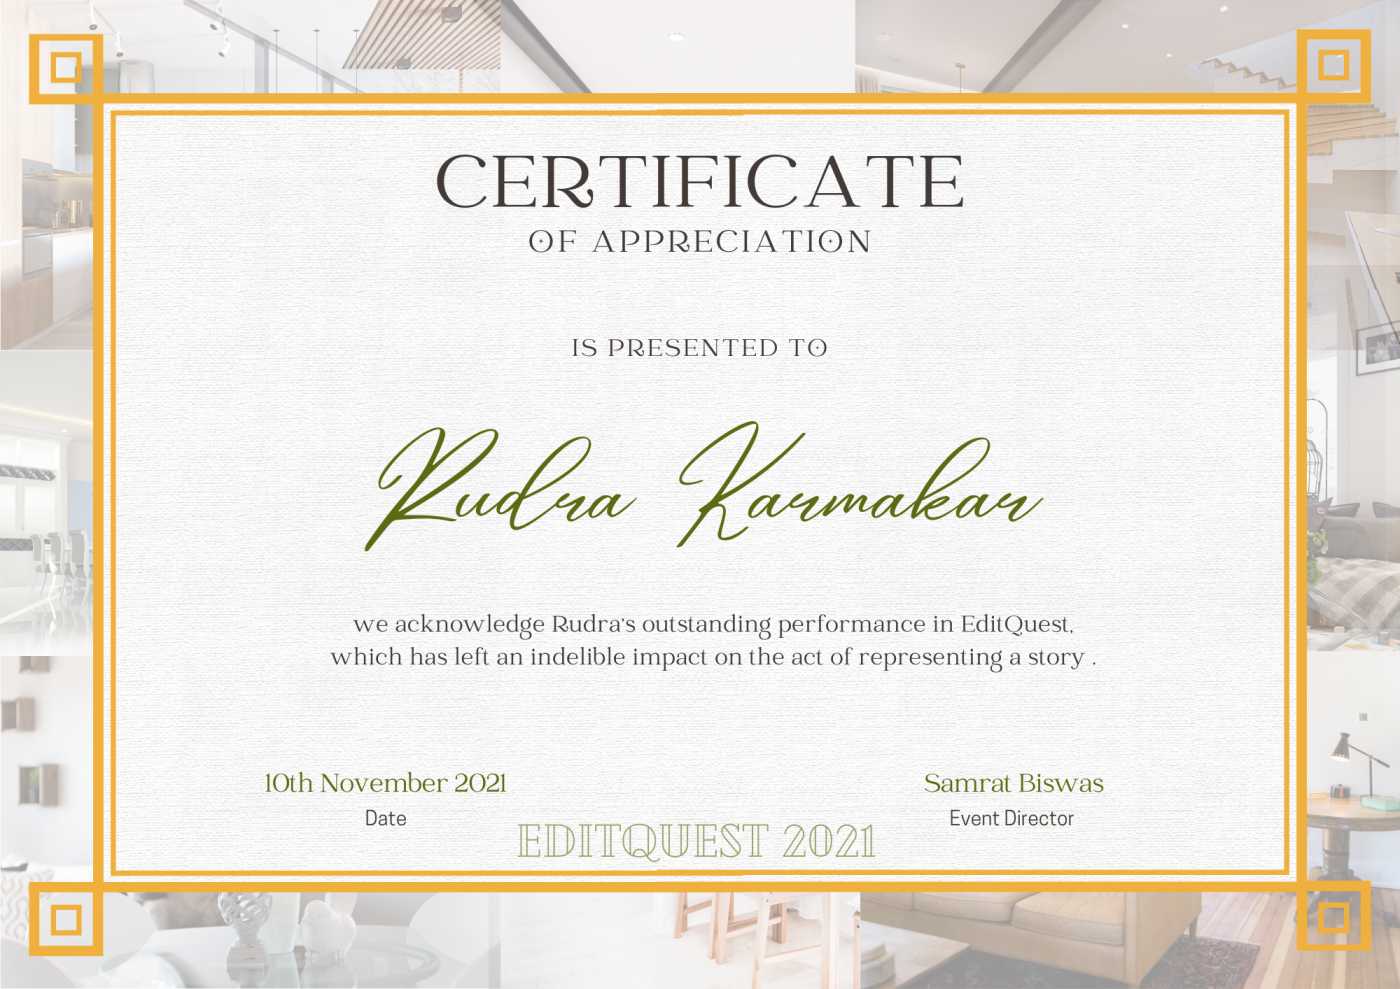 CERTIFICATE
OF APPRECIATION
IS PRESENTED TO
Rudra Karmakar
we acknowledge Rudra's outstanding performance in EditQuest,
which has left an indelible impact on the act of representing a story .
10th November 2021
Date
Samrat Biswas
Event Director
EDITQUEST 2021